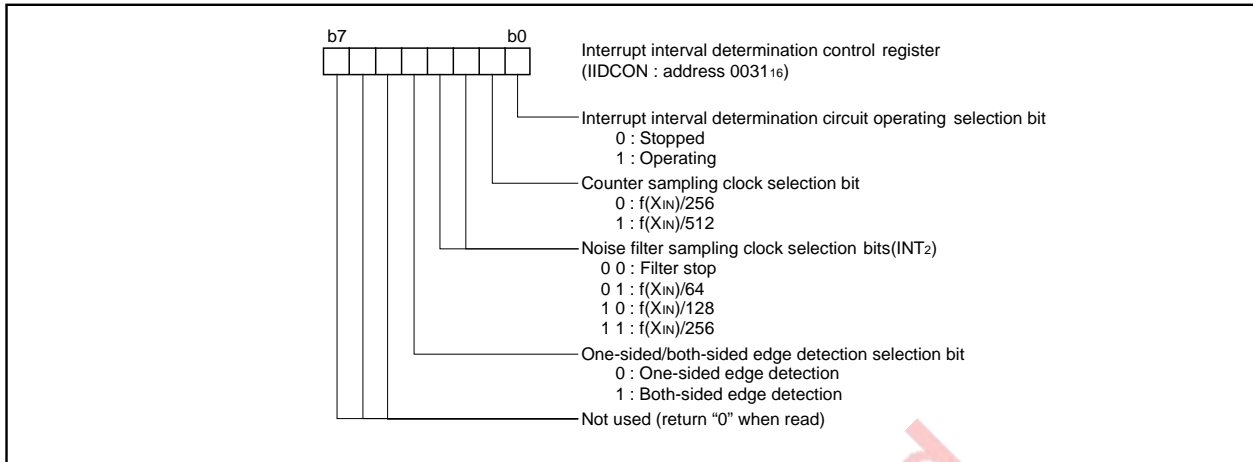 b7 b0
Interrupt interval determination control register
(IIDCON : address 003116)
Interrupt interval determination circuit operating selection bit
0 : Stopped
1 : Operating
Counter sampling clock selection bit
0 : f(XIN)/256
1 : f(XIN)/512
Noise filter sampling clock selection bits(INT2)
0 0 : Filter stop
0 1 : f(XIN)/64
1 0 : f(XIN)/128
1 1 : f(XIN)/256
One-sided/both-sided edge detection selection bit
0 : One-sided edge detection
1 : Both-sided edge detection
Not used (return “0” when read)